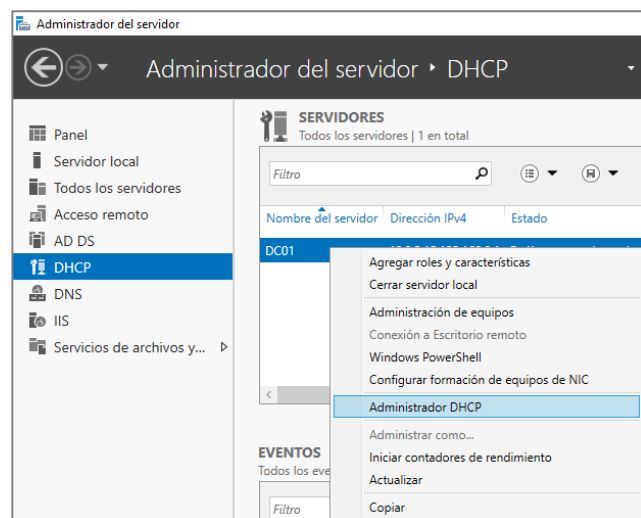 Administrador del servidor
Administrador del servidor • DHCP
Panel
Servidor local
Todos los servidores
Acceso remoto
AD DS
DHCP
DNS
IIS
Servicios de archivos y...
SERVIDORES
Todos los servidores | 1 en total
Filtro
Nombre del servidor Dirección IPv4 Estado
DC01
Agregar roles y características
Cerrar servidor local
Administración de equipos
Conexión a Escritorio remoto
Windows PowerShell
Configurar formación de equipos de NIC
Administrador DHCP
Administrar como...
Iniciar contadores de rendimiento
Actualizar
Copiar
EVENTOS
Todos los eve
Filtro